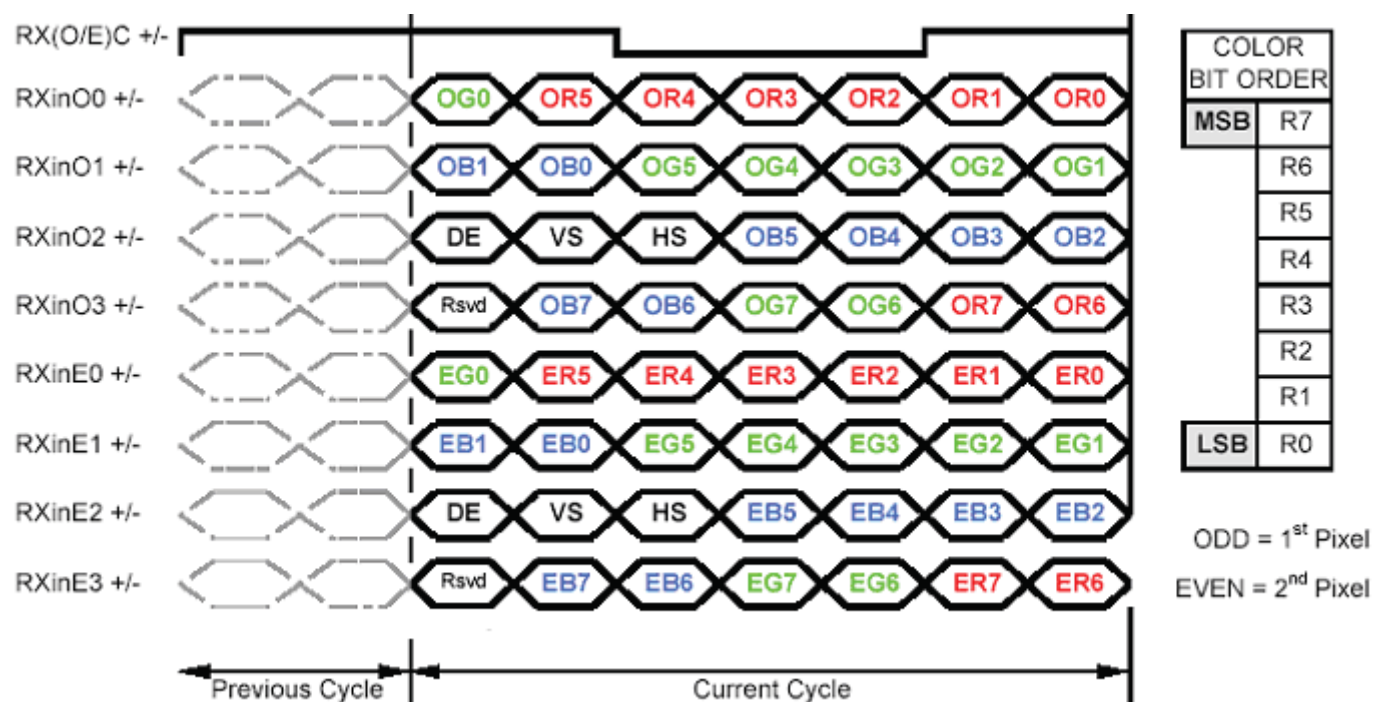 RX(O/E)C +/-
RXinO0 +/- OG0 OR5 OR4 OR3 OR2 OR1 OR0
RXinO1 +/- OB1 OB0 OG5 OG4 OG3 OG2 OG1
RXinO2 +/- DE VS HS OB5 OB4 OB3 OB2
RXinO3 +/- Rsvd OB7 OB6 OG7 OG6 OR7 OR6
RXinE0 +/- EG0 ER5 ER4 ER3 ER2 ER1 ER0
RXinE1 +/- EB1 EB0 EG5 EG4 EG3 EG2 EG1
RXinE2 +/- DE VS HS EB5 EB4 EB3 EB2
RXinE3 +/- Rsvd EB7 EB6 EG7 EG6 ER7 ER6
Previous Cycle Current Cycle
COLOR
BIT ORDER
MSB R7
R6
R5
R4
R3
R2
R1
LSB R0
ODD = 1st Pixel
EVEN = 2nd Pixel